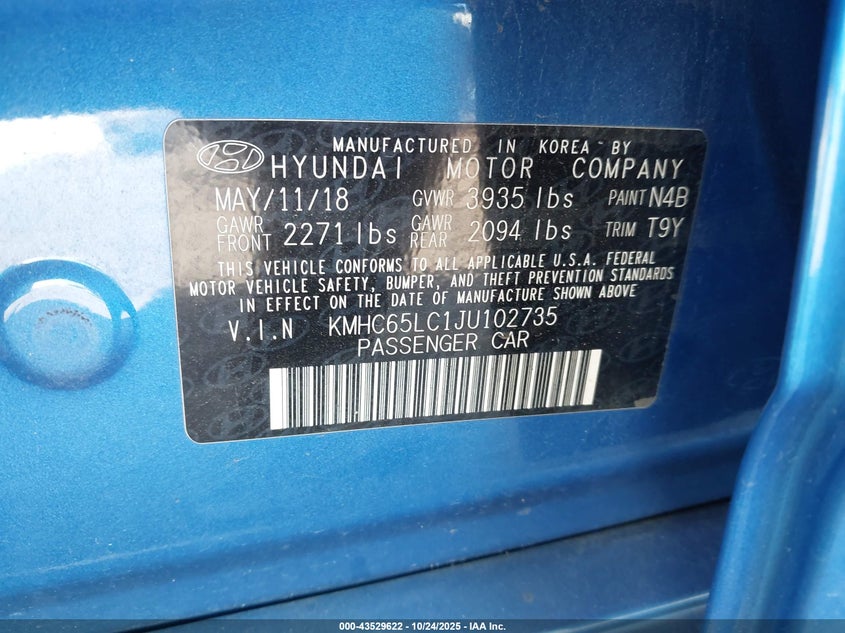 MANUFACTURED IN KOREA BY
HYUNDAI MOTOR COMPANY
MAY/11/18 GVWR 3935 lbs PAINT N4B
GAWR FRONT 2271 lbs GAWR REAR 2094 lbs TRIM T9Y
THIS VEHICLE CONFORMS TO ALL APPLICABLE U.S.A. FEDERAL
MOTOR VEHICLE SAFETY, BUMPER, AND THEFT PREVENTION STANDARDS
IN EFFECT ON THE DATE OF MANUFACTURE SHOWN ABOVE
V.I.N KMHC65LC1JU102735
PASSENGER CAR
000-43529622 - 10/24/2025 - IAA Inc.